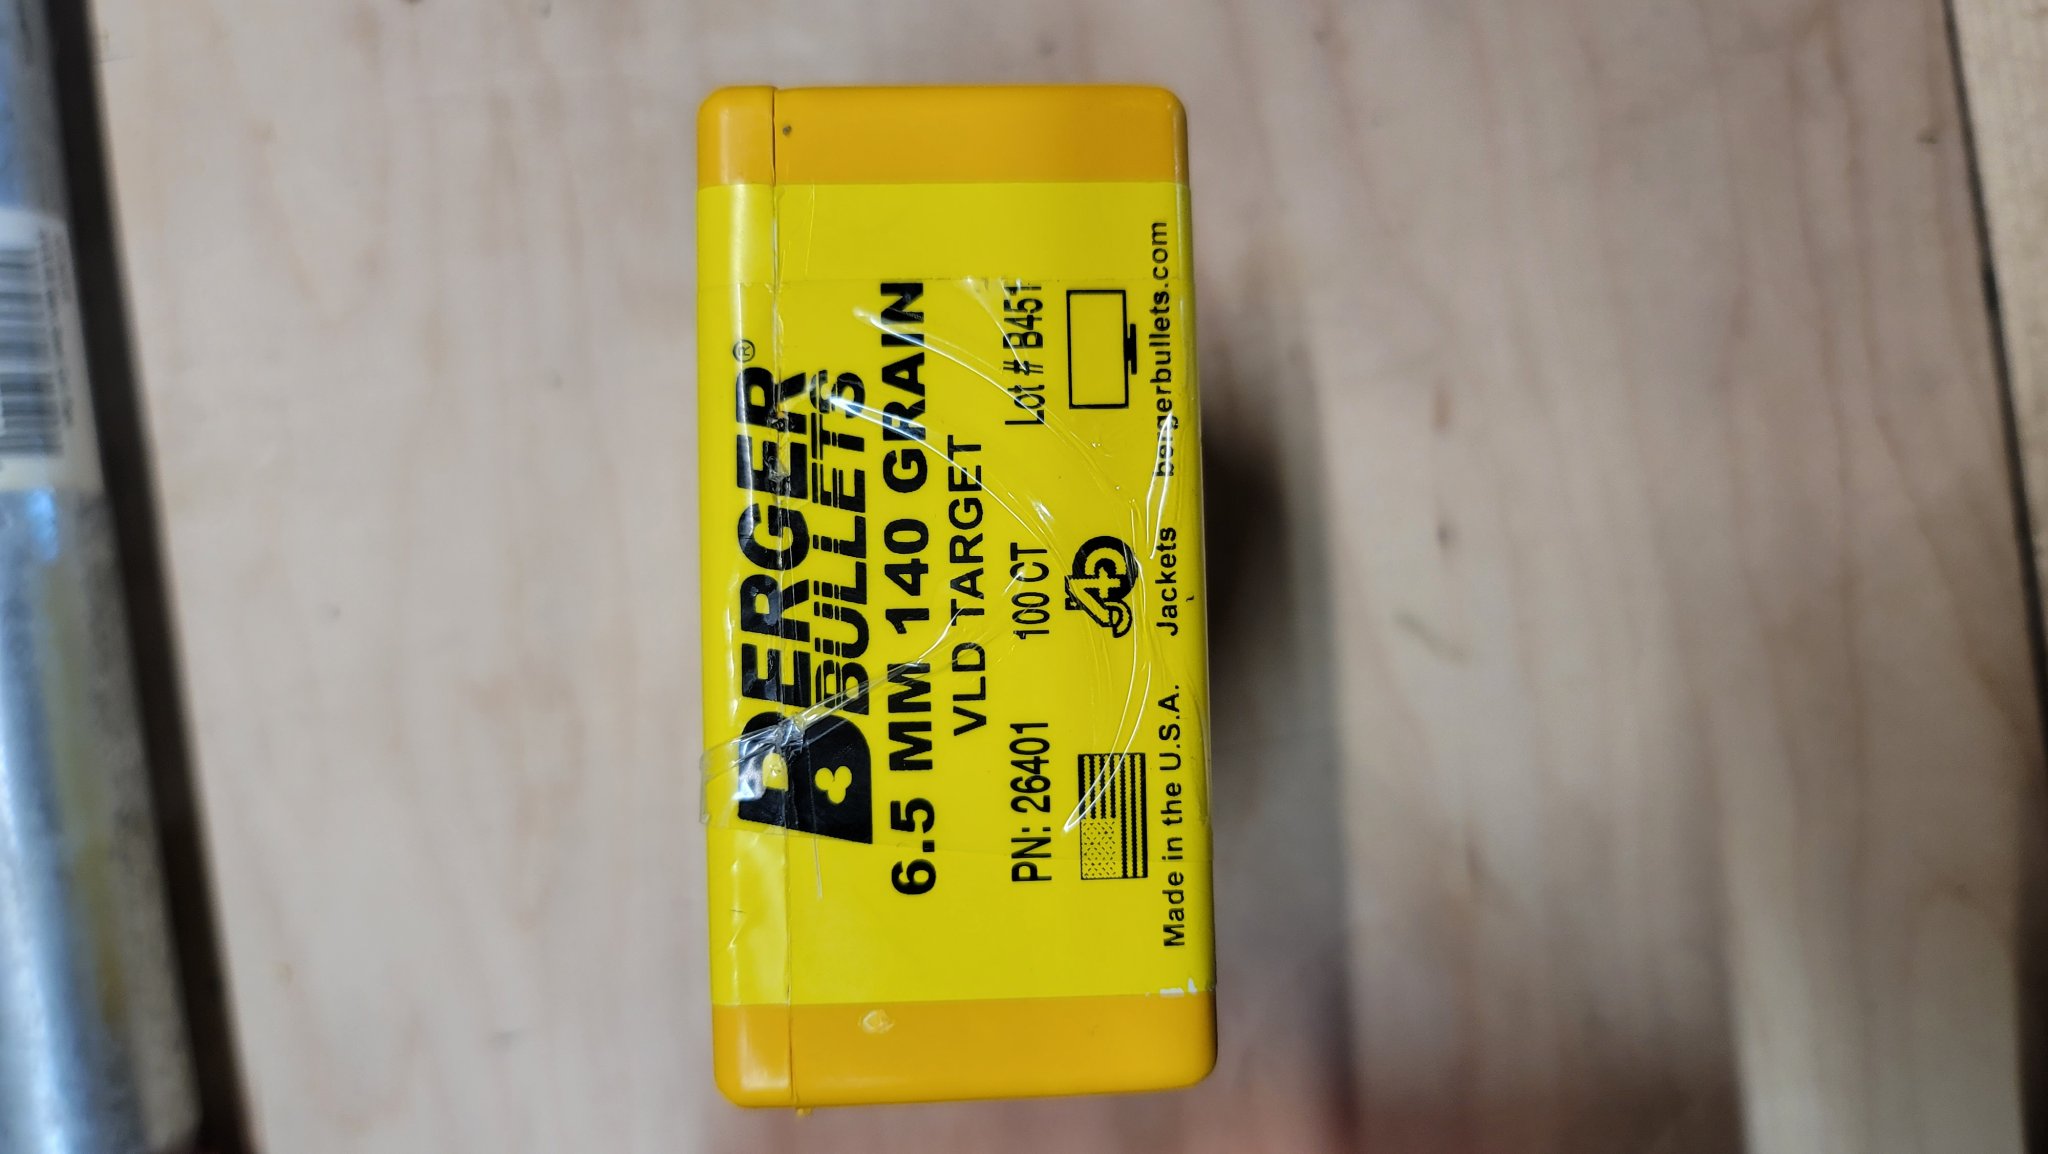 BERGER®
BULLETS
6.5 MM 140 GRAIN
VLD TARGET
PN: 26401 100 CT Lot # B451
J4
Made in the U.S.A. Jackets bergerbullets.com